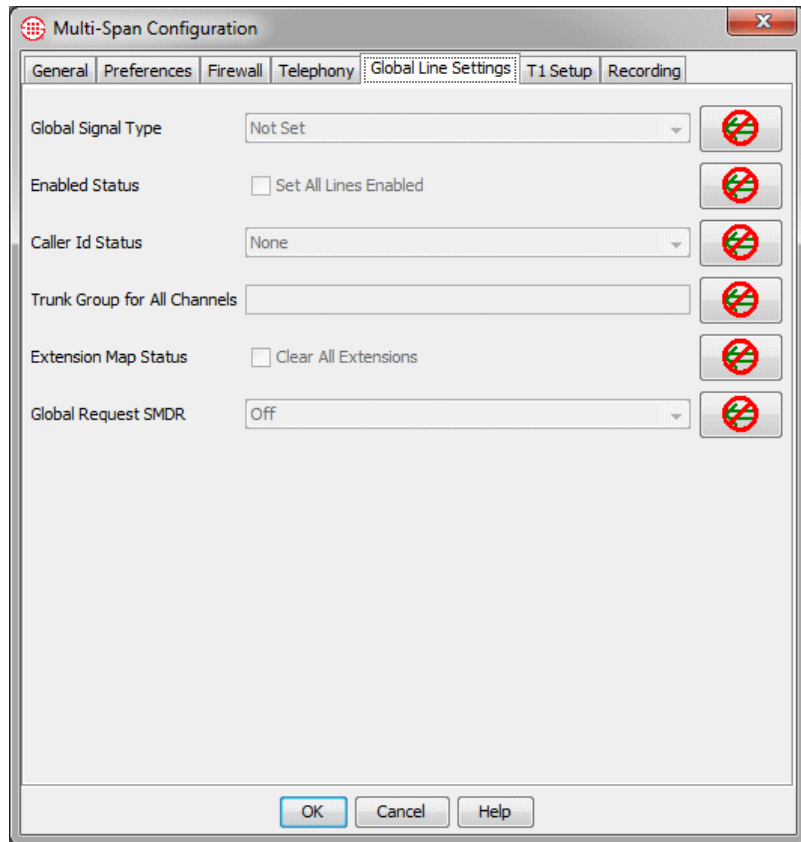 Multi-Span Configuration
General Preferences Firewall Telephony Global Line Settings T1 Setup Recording
Global Signal Type Not Set
Enabled Status Set All Lines Enabled
Caller Id Status None
Trunk Group for All Channels
Extension Map Status Clear All Extensions
Global Request SMDR Off
OK Cancel Help